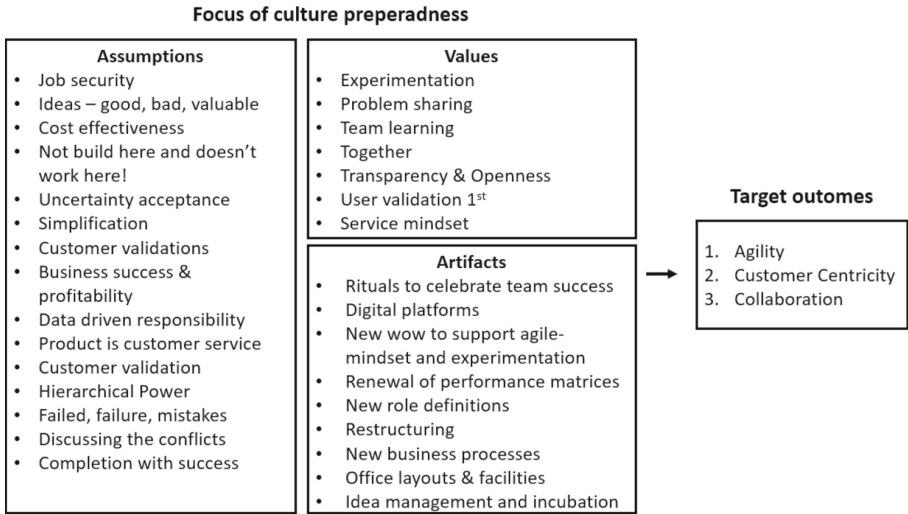 Focus of culture preperadness
Assumptions
• Job security
• Ideas – good, bad, valuable
• Cost effectiveness
• Not build here and doesn't
work here!
• Uncertainty acceptance
• Simplification
• Customer validations
• Business success &
profitability
• Data driven responsibility
• Product is customer service
• Customer validation
• Hierarchical Power
• Failed, failure, mistakes
• Discussing the conflicts
• Completion with success
Values
• Experimentation
• Problem sharing
• Team learning
• Together
• Transparency & Openness
• User validation 1st
• Service mindset
Artifacts
• Rituals to celebrate team success
• Digital platforms
• New wow to support agile-
mindset and experimentation
• Renewal of performance matrices
• New role definitions
• Restructuring
• New business processes
• Office layouts & facilities
• Idea management and incubation
Target outcomes
1. Agility
2. Customer Centricity
3. Collaboration